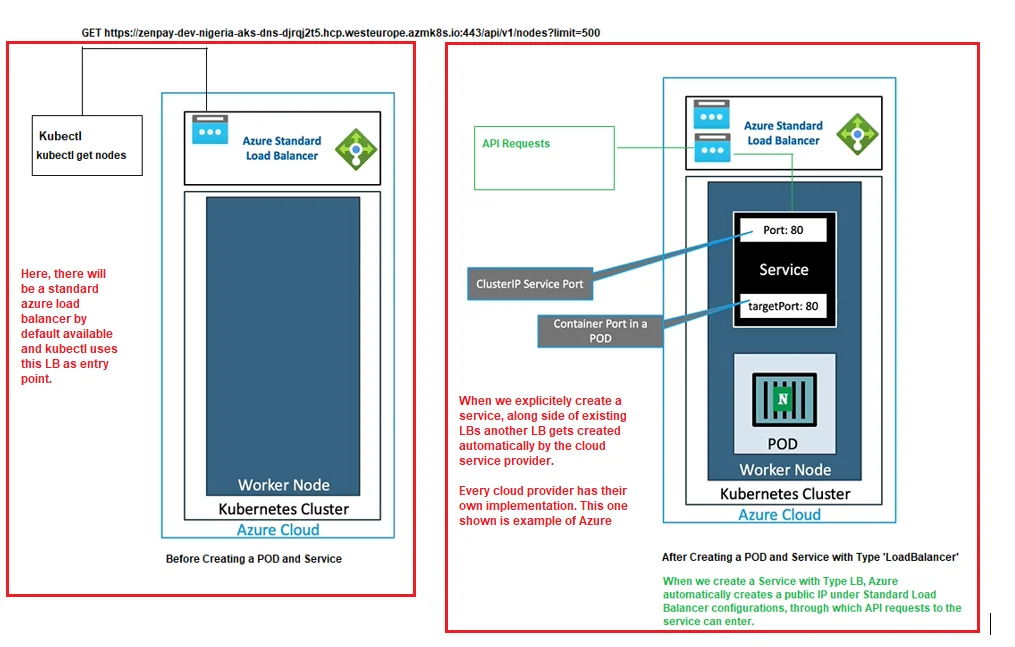 GET https://zenpay-dev-nigeria-aks-dns-djrqj2t5.hcp.westeurope.azmk8s.io:443/api/v1/nodes?limit=500
Kubectl
kubectl get nodes
Azure Standard
Load Balancer
Here, there will
be a standard
azure load
balancer by
default available
and kubectl uses
this LB as entry
point.
Worker Node
Kubernetes Cluster
Azure Cloud
Before Creating a POD and Service
API Requests
Azure Standard
Load Balancer
Port: 80
Service
targetPort: 80
ClusterIP Service Port
Container Port in a
POD
N
POD
Worker Node
Kubernetes Cluster
Azure Cloud
When we explicitely create a
service, along side of existing
LBs another LB gets created
automatically by the cloud
service provider.
Every cloud provider has their
own implementation. This one
shown is example of Azure
After Creating a POD and Service with Type 'LoadBalancer'
When we create a Service with Type LB, Azure
automatically creates a public IP under Standard Load
Balancer configurations, through which API requests to the
service can enter.